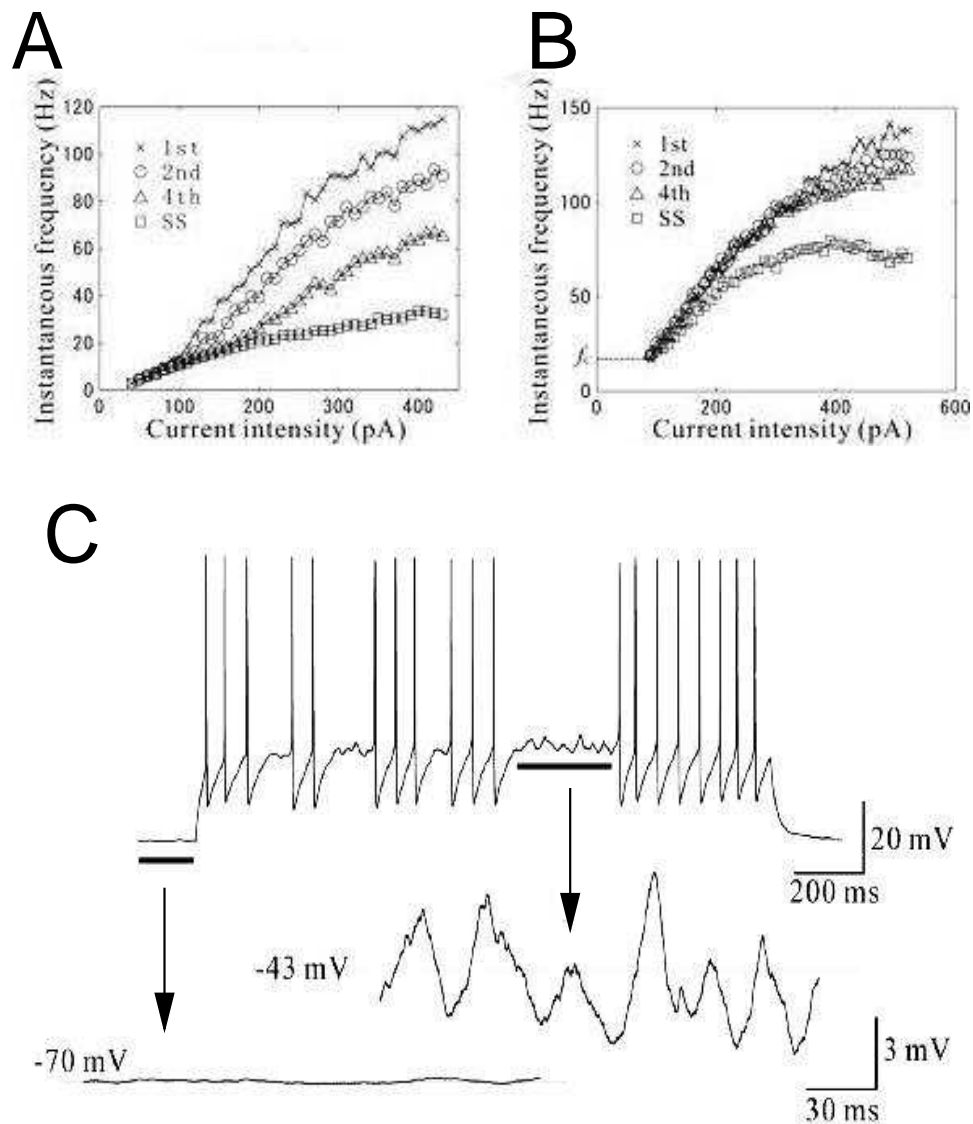 A
B
Instantaneous frequency (Hz)
120
100
80
60
40
20
0
1st
2nd
4th
SS
0
100
200
300
400
Current intensity (pA)
Instantaneous frequency (Hz)
150
100
50
fc
0
1st
2nd
4th
SS
0
200
400
600
Current intensity (pA)
C
20 mV
200 ms
-43 mV
-70 mV
3 mV
30 ms